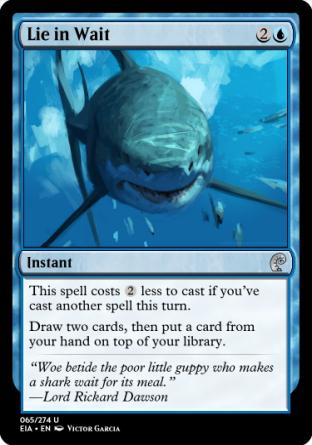 Lie in Wait 2
Instant
This spell costs 2 less to cast if you've
cast another spell this turn.
Draw two cards, then put a card from
your hand on top of your library.
“Woe betide the poor little guppy who makes
a shark wait for its meal.”
—Lord Rickard Dawson
065/274 U
EIA • EN Victor Garcia